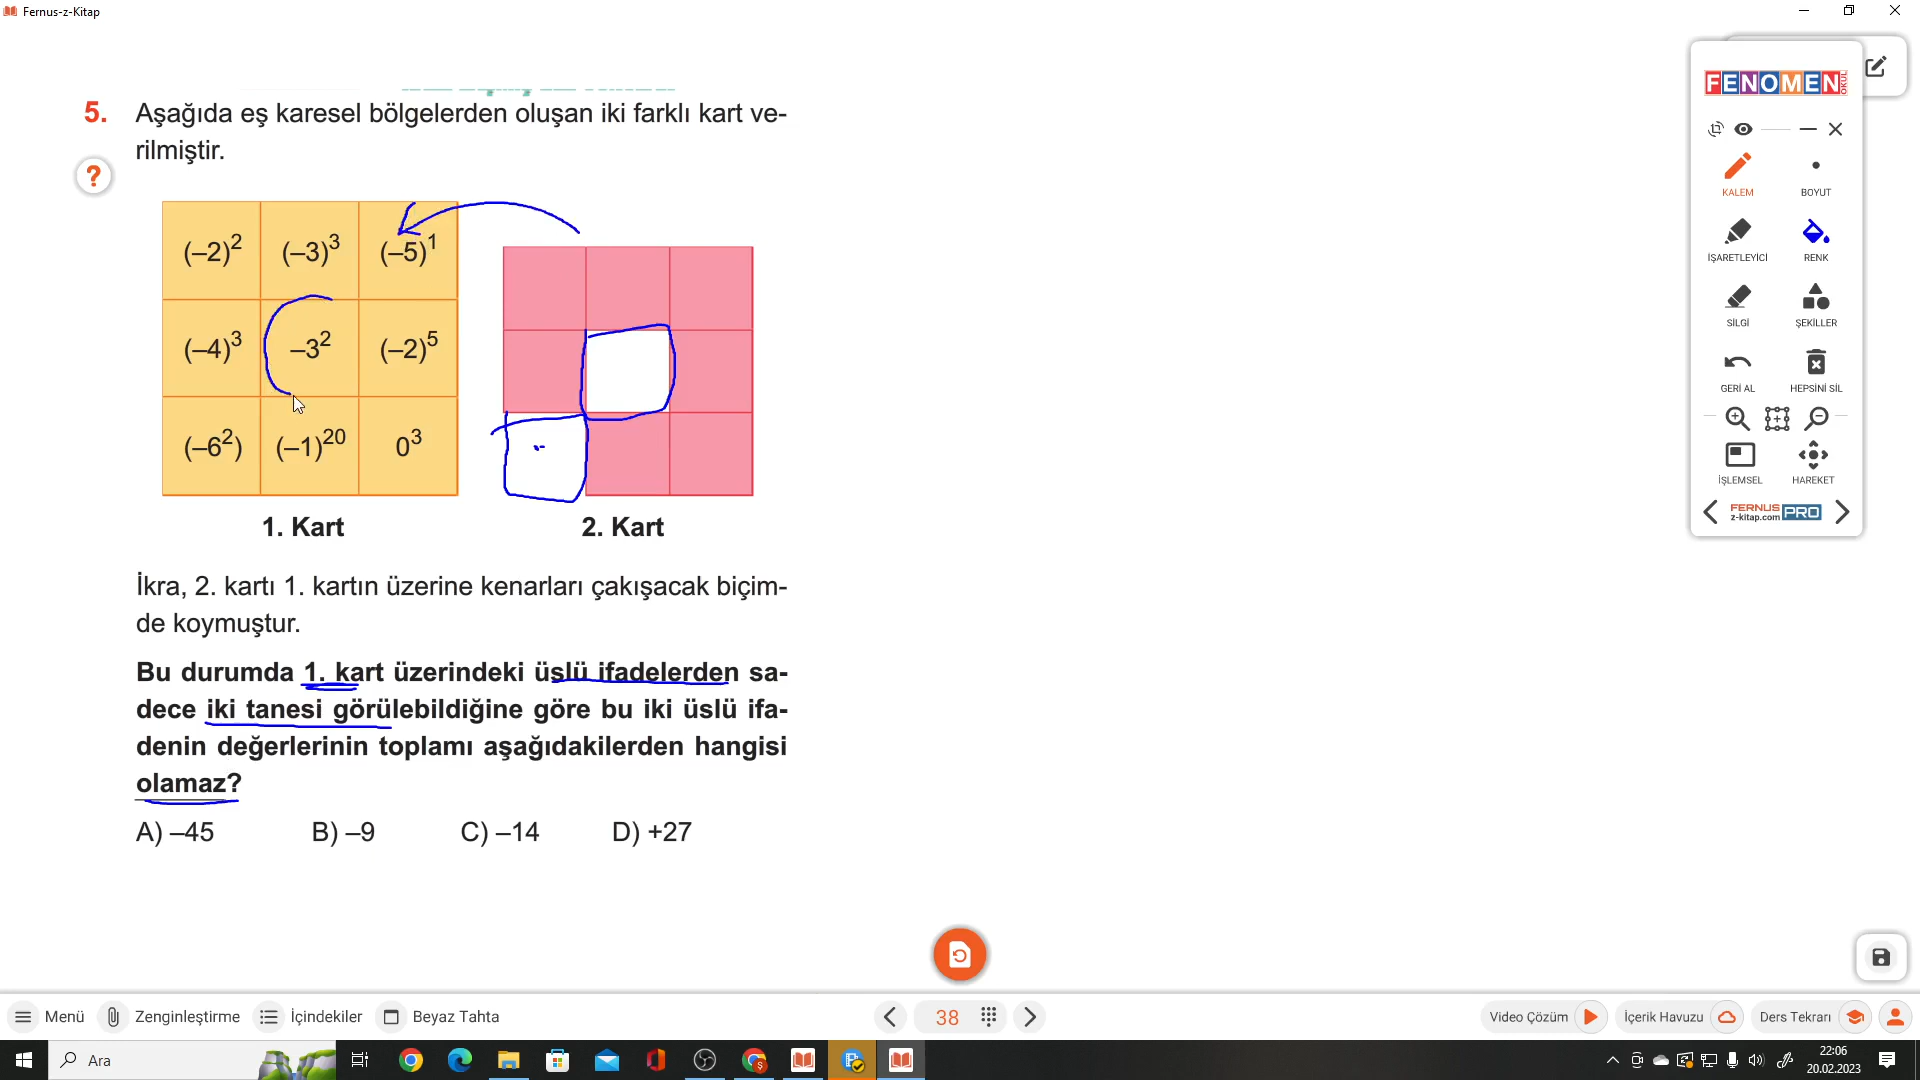 Fernus-z-Kitap
5. Aşağıda eş karesel bölgelerden oluşan iki farklı kart ve-
rilmiştir.
?
(–2)² (–3)³ (–5)¹
(–4)³ –3² (–2)⁵
(–6²) (–1)²⁰ 0³
1. Kart 2. Kart
İkra, 2. kartı 1. kartın üzerine kenarları çakışacak biçim-
de koymuştur.
Bu durumda 1. kart üzerindeki üslü ifadelerden sa-
dece iki tanesi görülebildiğine göre bu iki üslü ifa-
denin değerlerinin toplamı aşağıdakilerden hangisi
olamaz?
A) –45 B) –9 C) –14 D) +27
FENOMEN OKUL
KALEM BOYUT
İŞARETLEYİCİ RENK
SİLGİ ŞEKİLLER
GERİ AL HEPSİNİ SİL
İŞLEMSEL HAREKET
FERNUS
z-kitap.com PRO
Menü Zenginleştirme İçindekiler Beyaz Tahta 38 Video Çözüm İçerik Havuzu Ders Tekrarı
Ara
22:06
20.02.2023